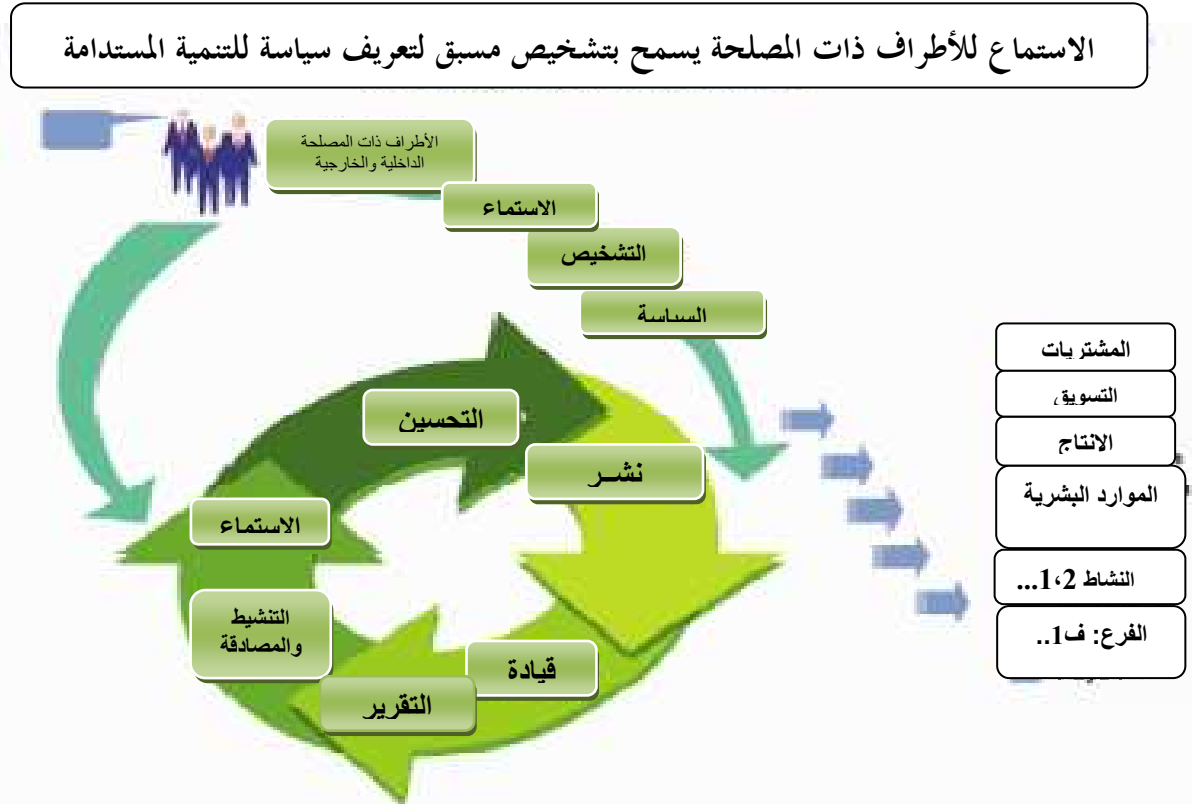 الاستماع للأطراف ذات المصلحة يسمح بتشخيص مسبق لتعريف سياسة للتنمية المستدامة
الأطراف ذات المصلحة
الداخلية والخارجية
الاستماع
التشخيص
السياسة
المشتريات
التسويق
الانتاج
الموارد البشرية
النشاط 1،2...
الفرع: ف1..
التحسين
نشــر
الاستماع
التنشيط
والمصادقة
قيادة
التقرير